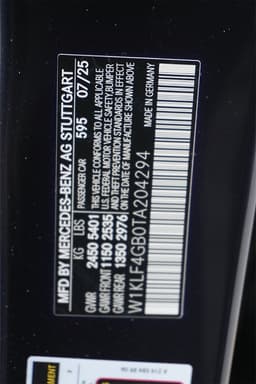 MFD BY MERCEDES-BENZ AG STUTTGART
KG LBS PASSENGER CAR 595 07/25
GVWR 2450 5401
GAWR FRONT 1150 2535
GAWR REAR 1350 2976
THIS VEHICLE CONFORMS TO ALL APPLICABLE
U.S. FEDERAL MOTOR VEHICLE SAFETY, BUMPER
AND THEFT PREVENTION STANDARDS IN EFFECT
ON THE DATE OF MANUFACTURE SHOWN ABOVE
W1KLF4GB0TA204294 MADE IN GERMANY